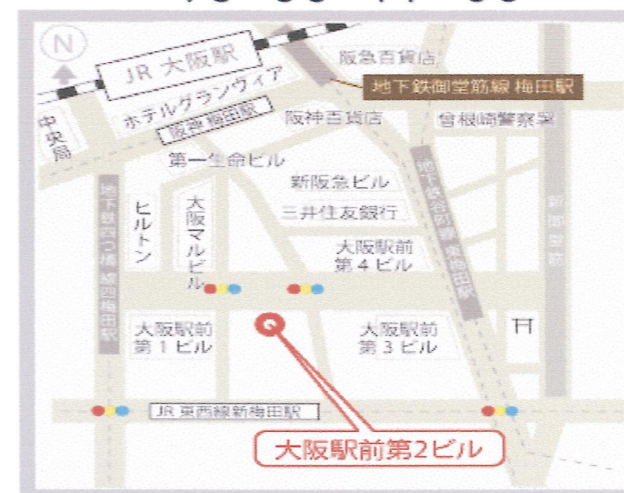 N
JR 大阪駅
阪急百貨店
地下鉄御堂筋線 梅田駅
ホテルグランヴィア
阪神 梅田駅
阪神百貨店
曾根崎警察署
中央局
第一生命ビル
新阪急ビル
三井住友銀行
地下鉄四つ橋線 西梅田駅
ヒルトン
大阪マルビル
大阪駅前
第4ビル
地下鉄谷町線 東梅田駅
新御堂筋
大阪駅前
第1ビル
大阪駅前
第3ビル
JR 東西線新梅田駅
大阪駅前第2ビル